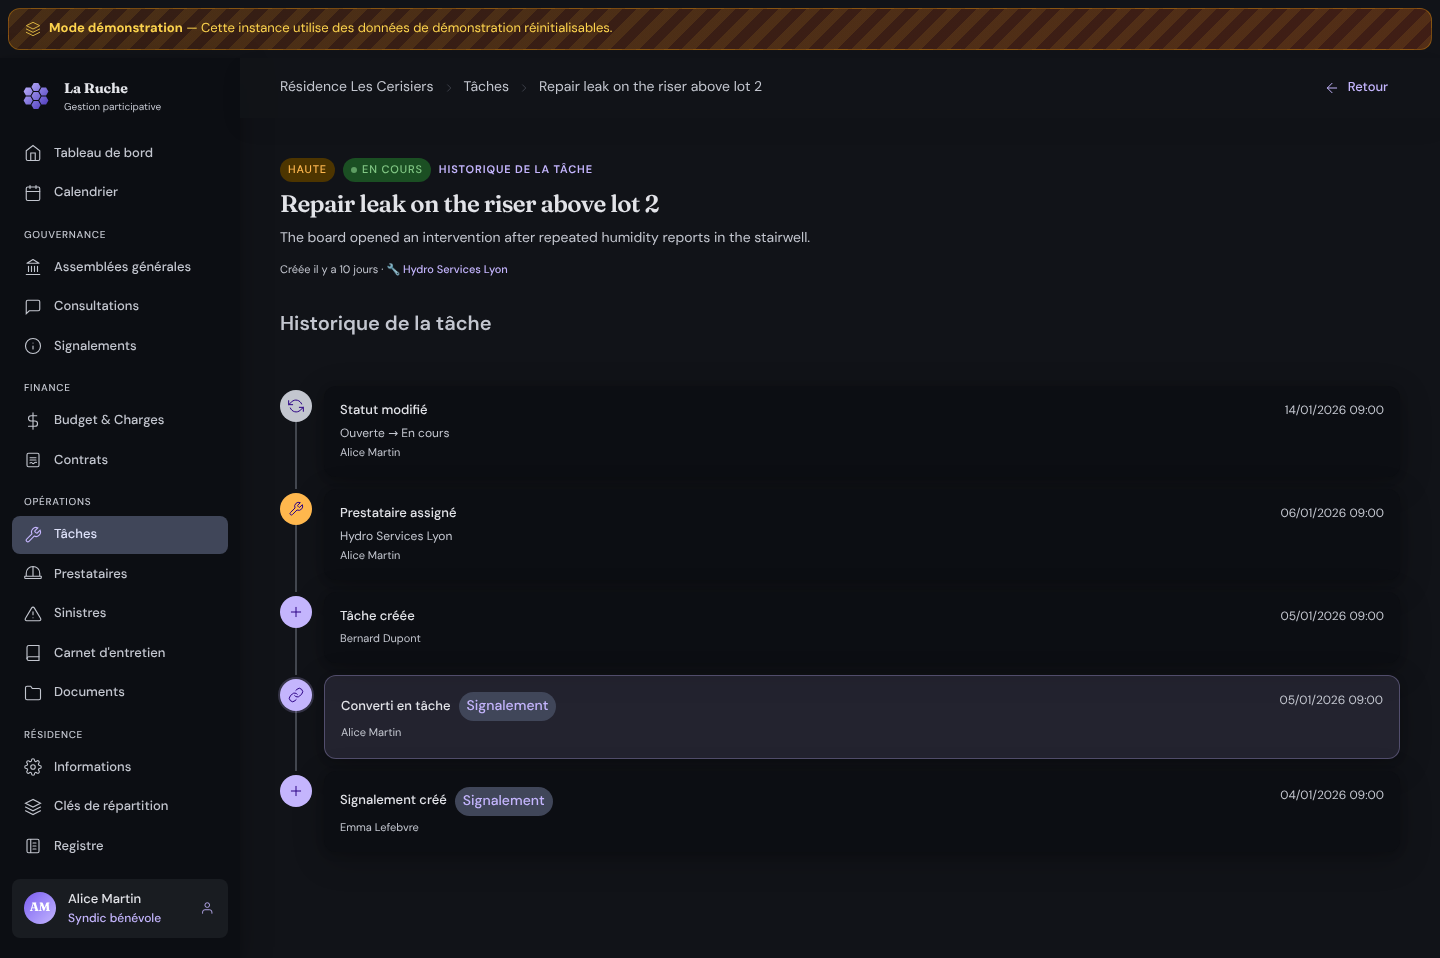 Mode démonstration — Cette instance utilise des données de démonstration réinitialisables.
La Ruche
Gestion participative
Tableau de bord
Calendrier
GOUVERNANCE
Assemblées générales
Consultations
Signalements
FINANCE
Budget & Charges
Contrats
OPÉRATIONS
Tâches
Prestataires
Sinistres
Carnet d'entretien
Documents
RÉSIDENCE
Informations
Clés de répartition
Registre
AM
Alice Martin
Syndic bénévole
Résidence Les Cerisiers > Tâches > Repair leak on the riser above lot 2
← Retour
HAUTE EN COURS HISTORIQUE DE LA TÂCHE
Repair leak on the riser above lot 2
The board opened an intervention after repeated humidity reports in the stairwell.
Créée il y a 10 jours · 🔧 Hydro Services Lyon
Historique de la tâche
Statut modifié 14/01/2026 09:00
Ouverte → En cours
Alice Martin
Prestataire assigné 06/01/2026 09:00
Hydro Services Lyon
Alice Martin
Tâche créée 05/01/2026 09:00
Bernard Dupont
Converti en tâche Signalement 05/01/2026 09:00
Alice Martin
Signalement créé Signalement 04/01/2026 09:00
Emma Lefebvre